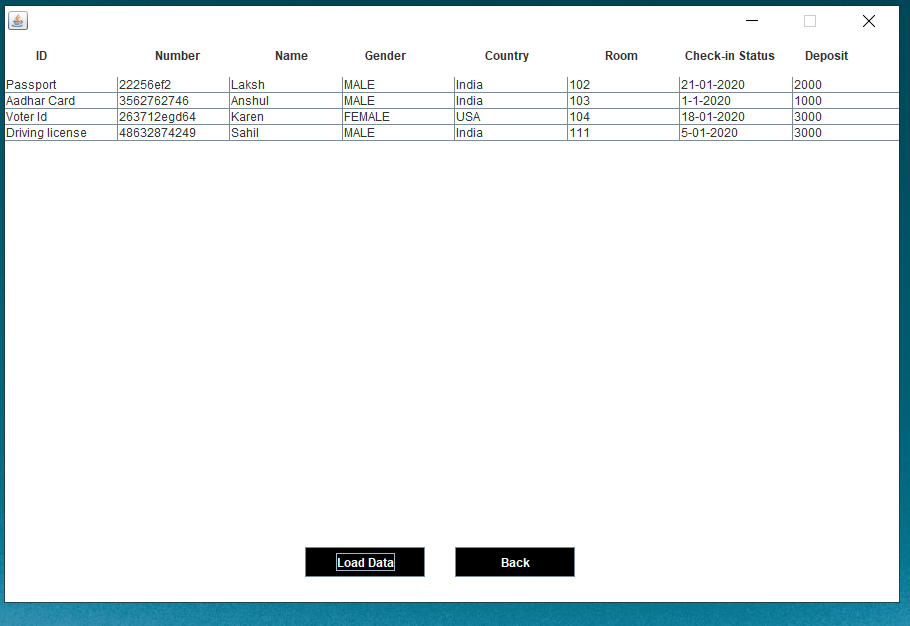 ID Number Name Gender Country Room Check-in Status Deposit
Passport 22256ef2 Laksh MALE India 102 21-01-2020 2000
Aadhar Card 3562762746 Anshul MALE India 103 1-1-2020 1000
Voter Id 263712egd64 Karen FEMALE USA 104 18-01-2020 3000
Driving license 48632874249 Sahil MALE India 111 5-01-2020 3000
Load Data Back